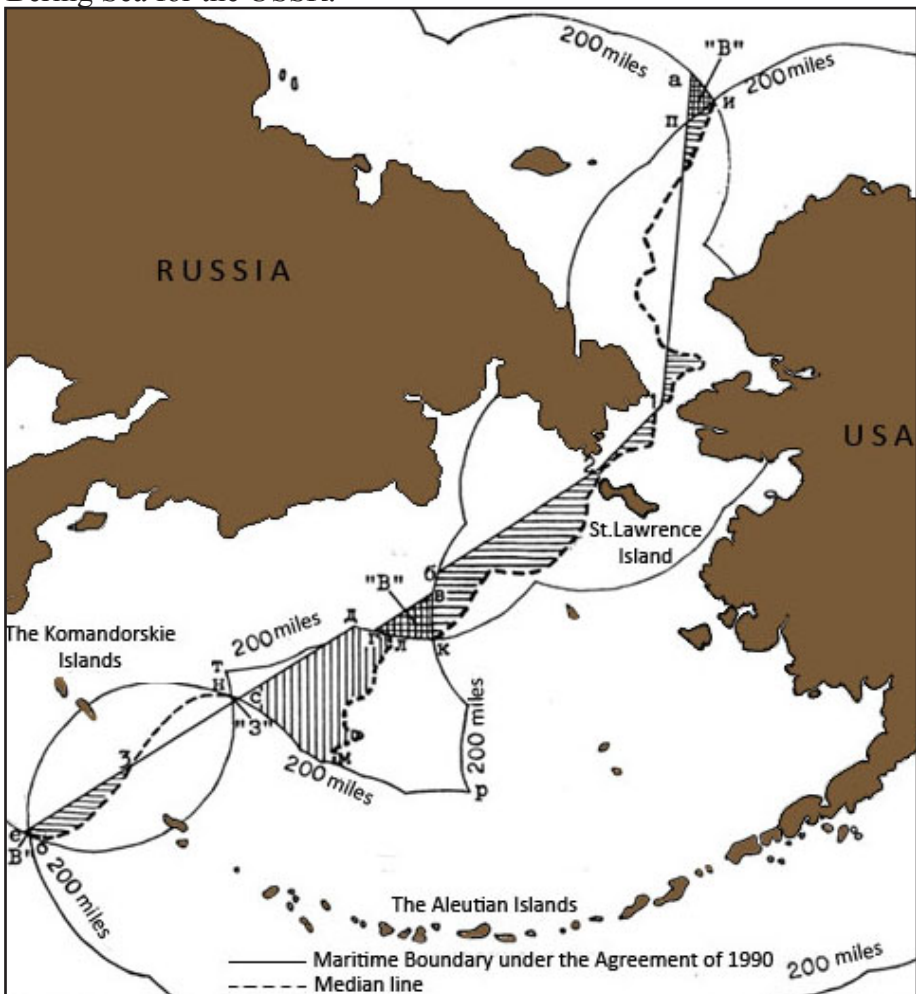 Bering Sea for the USSR.
200 miles
"В"
а
200 miles
и
п
RUSSIA
1
USA
2
St.Lawrence
Island
б
"В"
в
д
г
л
к
The Komandorskie
Islands
200 miles
т
н
с
"З"
200 miles
м
200 miles
р
3
е
В"
о
200 miles
The Aleutian Islands
Maritime Boundary under the Agreement of 1990
200 miles
Median line